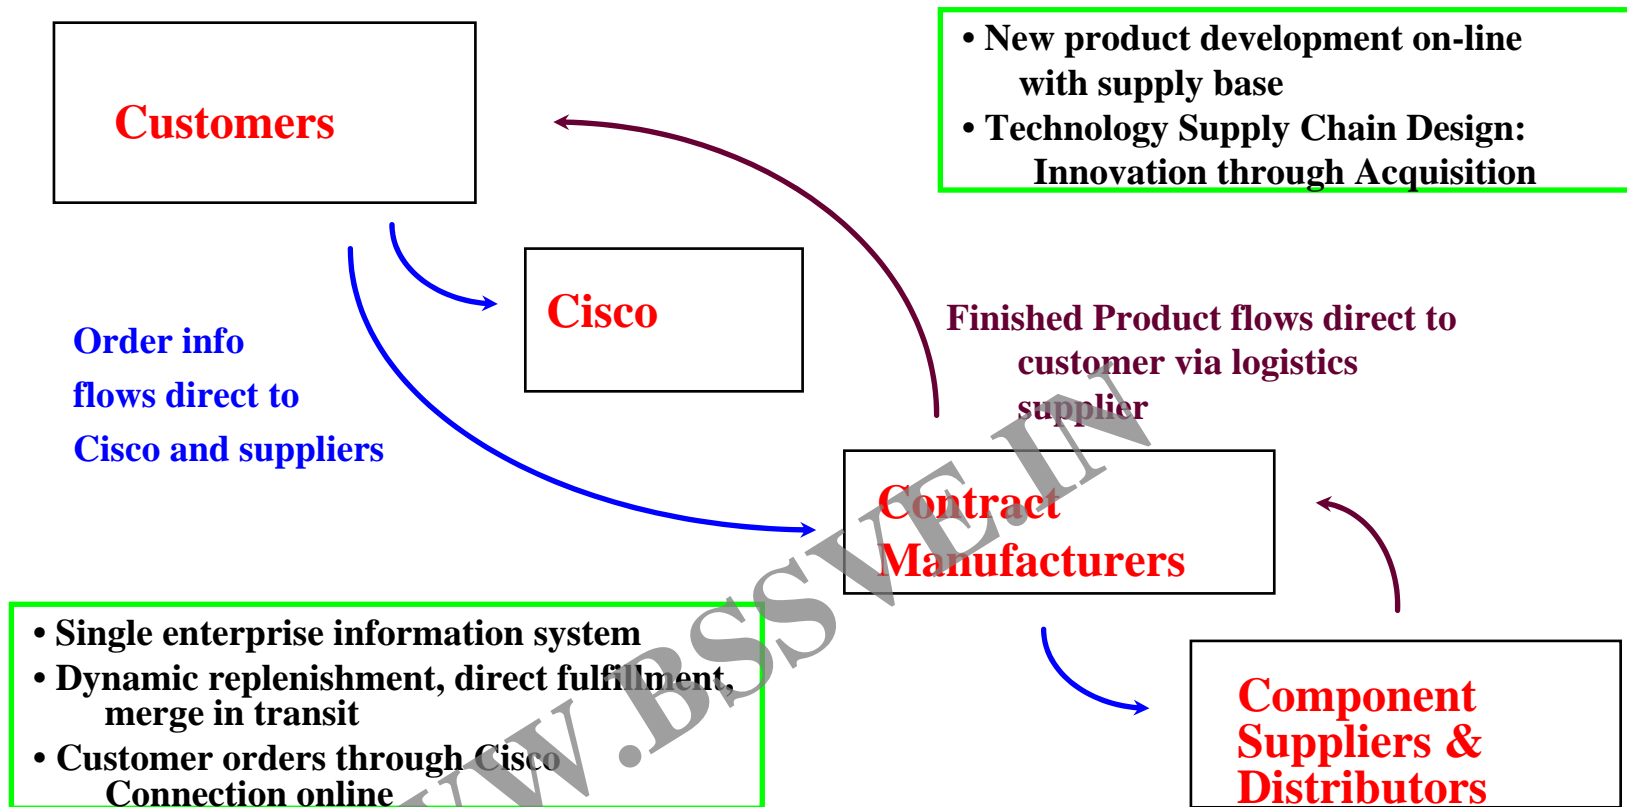 • New product development on-line
with supply base
• Technology Supply Chain Design:
Innovation through Acquisition
Customers
Cisco
Order info
flows direct to
Cisco and suppliers
Finished Product flows direct to
customer via logistics
supplier
Contract
Manufacturers
• Single enterprise information system
• Dynamic replenishment, direct fulfillment,
merge in transit
• Customer orders through Cisco
Connection online
Component
Suppliers &
Distributors
W.BSSVE.IN